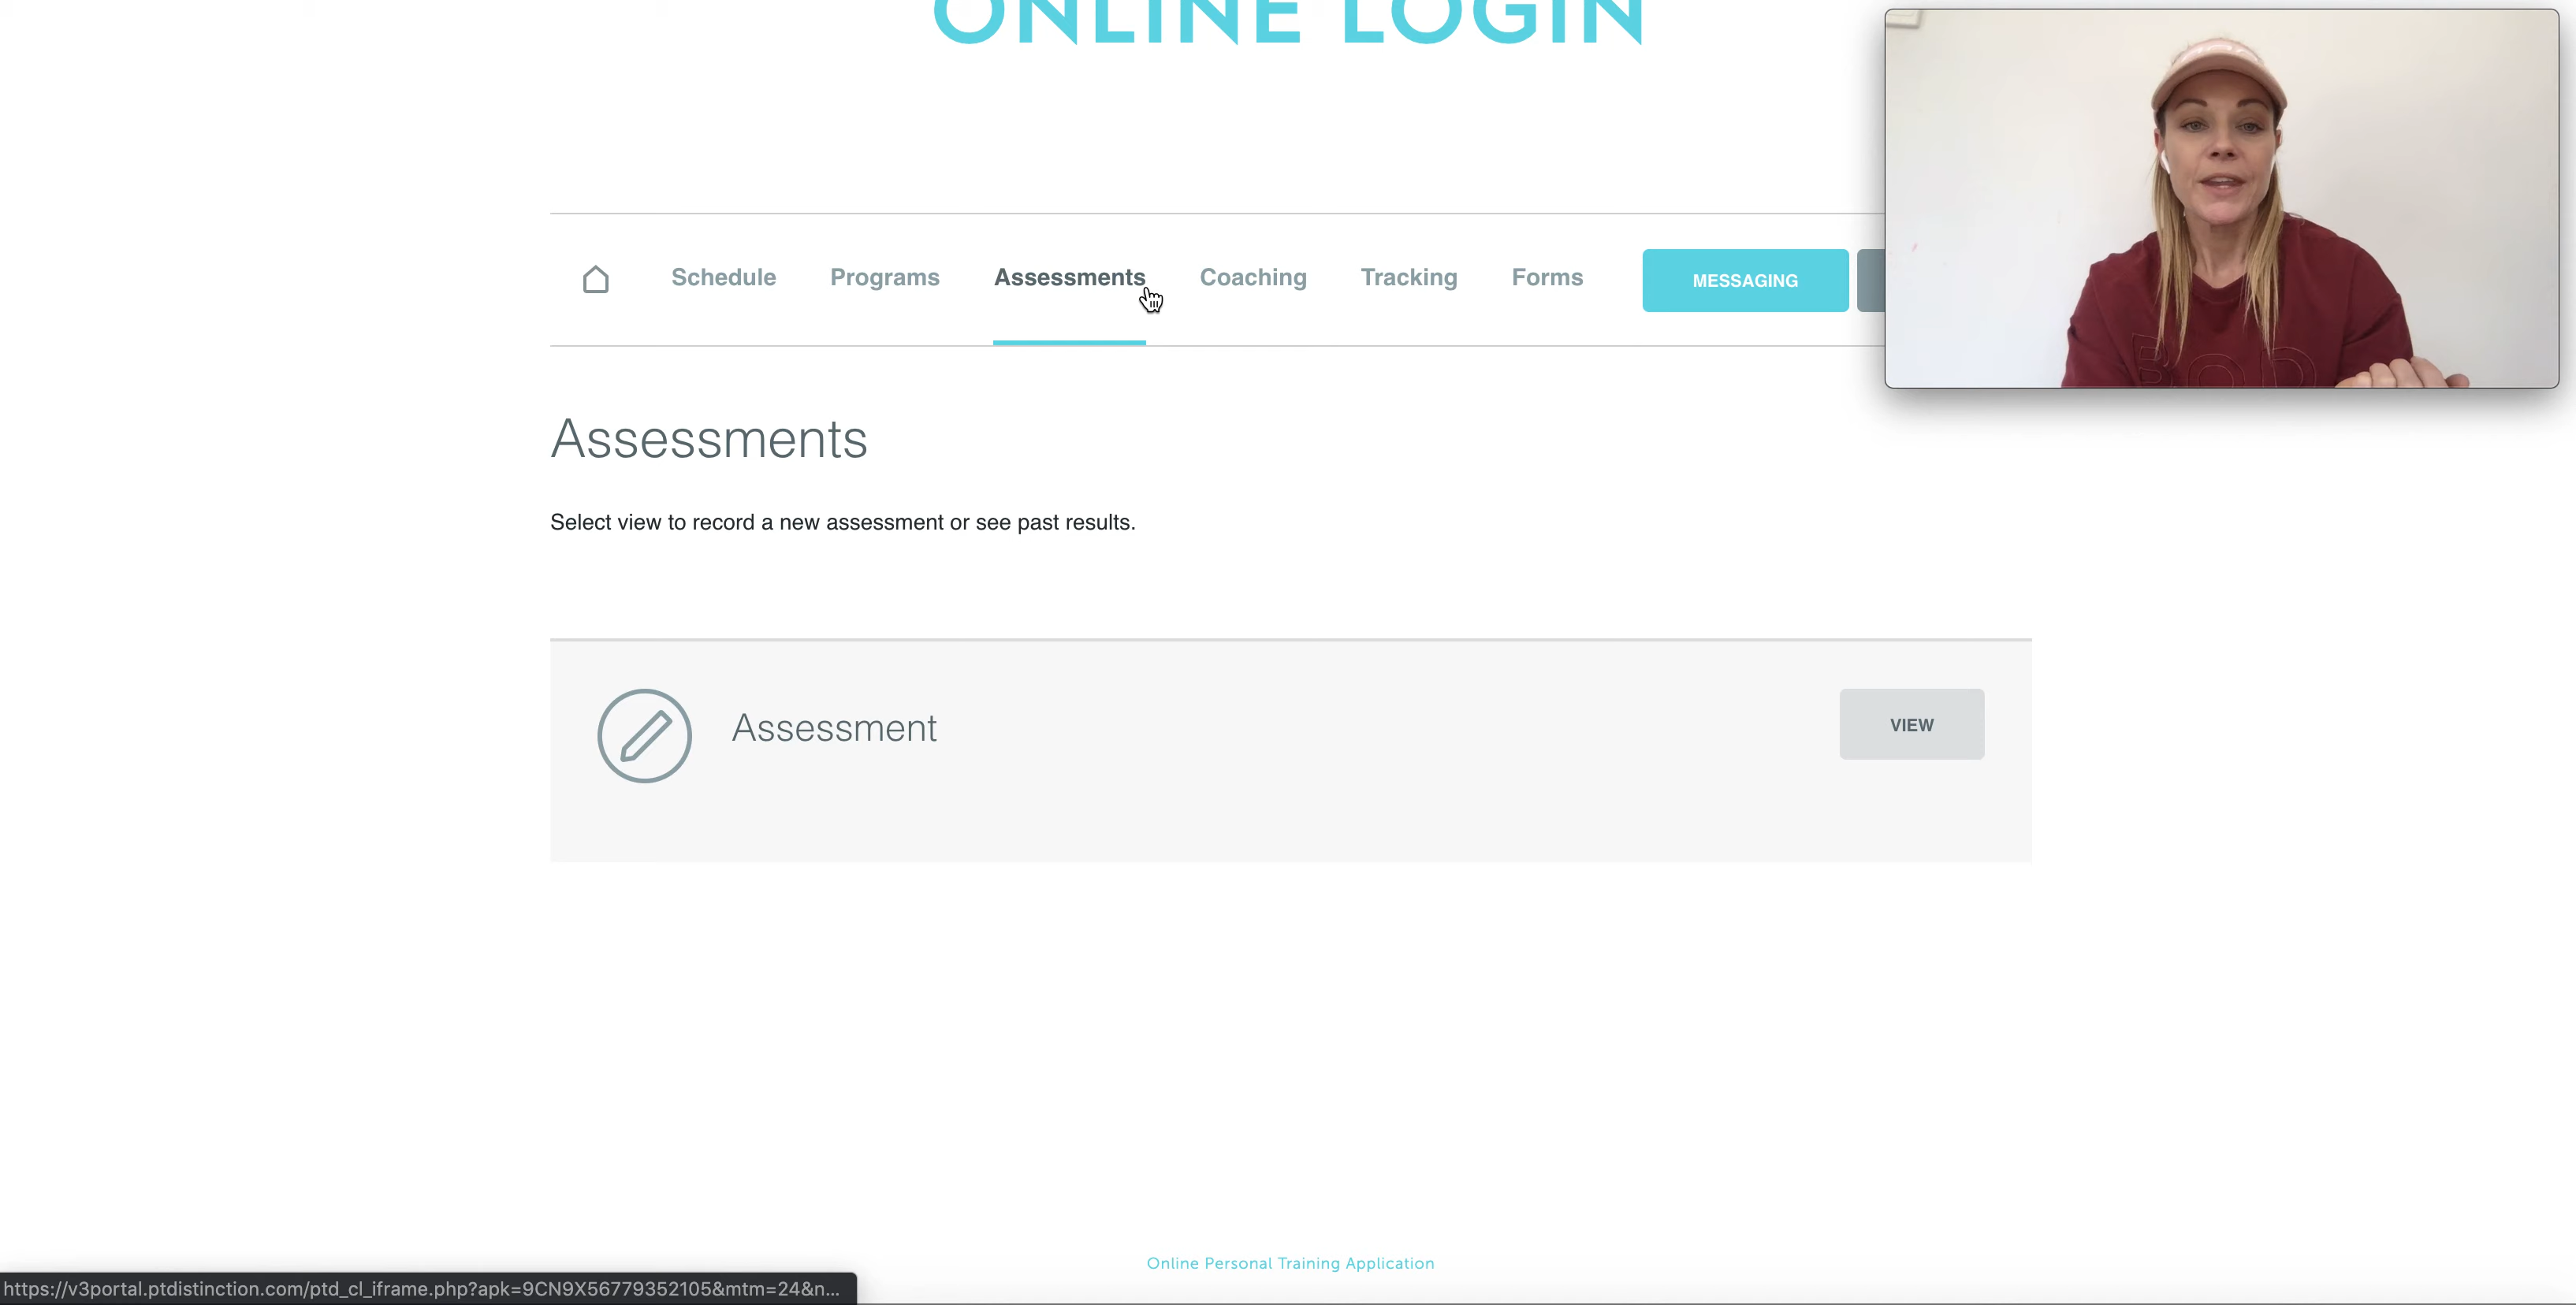 ONLINE LOGIN
Schedule Programs Assessments Coaching Tracking Forms MESSAGING
Assessments
Select view to record a new assessment or see past results.
Assessment VIEW
Online Personal Training Application
https://v3portal.ptdistinction.com/ptd_cl_iframe.php?apk=9CN9X56779352105&mtm=24&n...